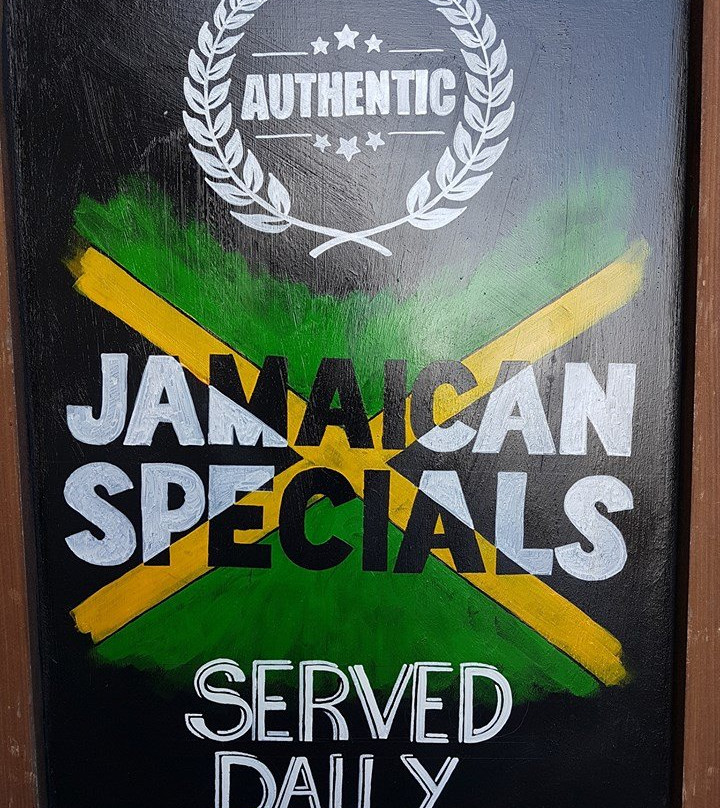 AUTHENTIC
JAMAICAN
SPECIALS
SERVED
DAILY